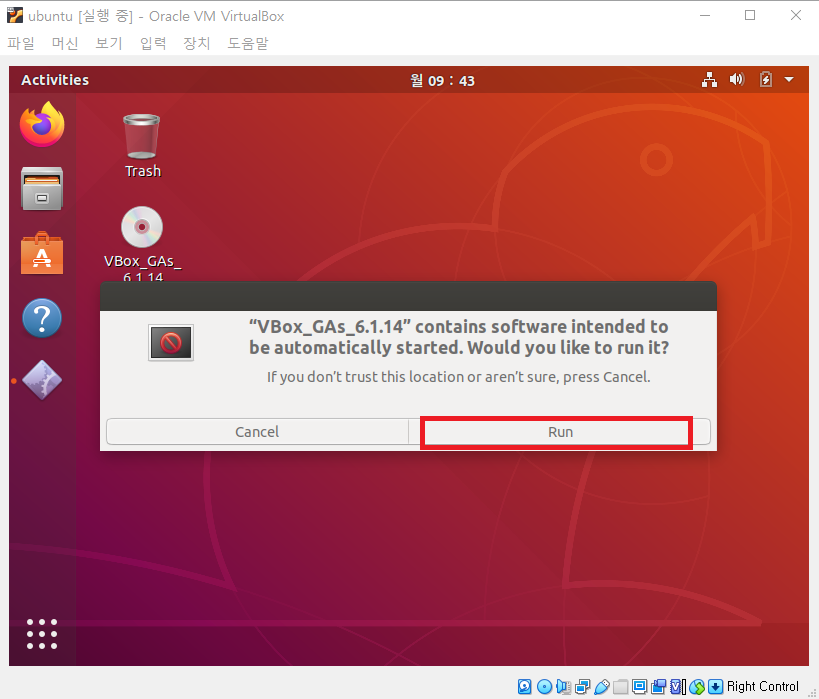 ubuntu [실행 중] - Oracle VM VirtualBox
파일 머신 보기 입력 장치 도움말
Activities 월 09 : 43
Trash
VBox_GAs_
6.1.14
“VBox_GAs_6.1.14” contains software intended to
be automatically started. Would you like to run it?
If you don’t trust this location or aren’t sure, press Cancel.
Cancel Run
Right Control